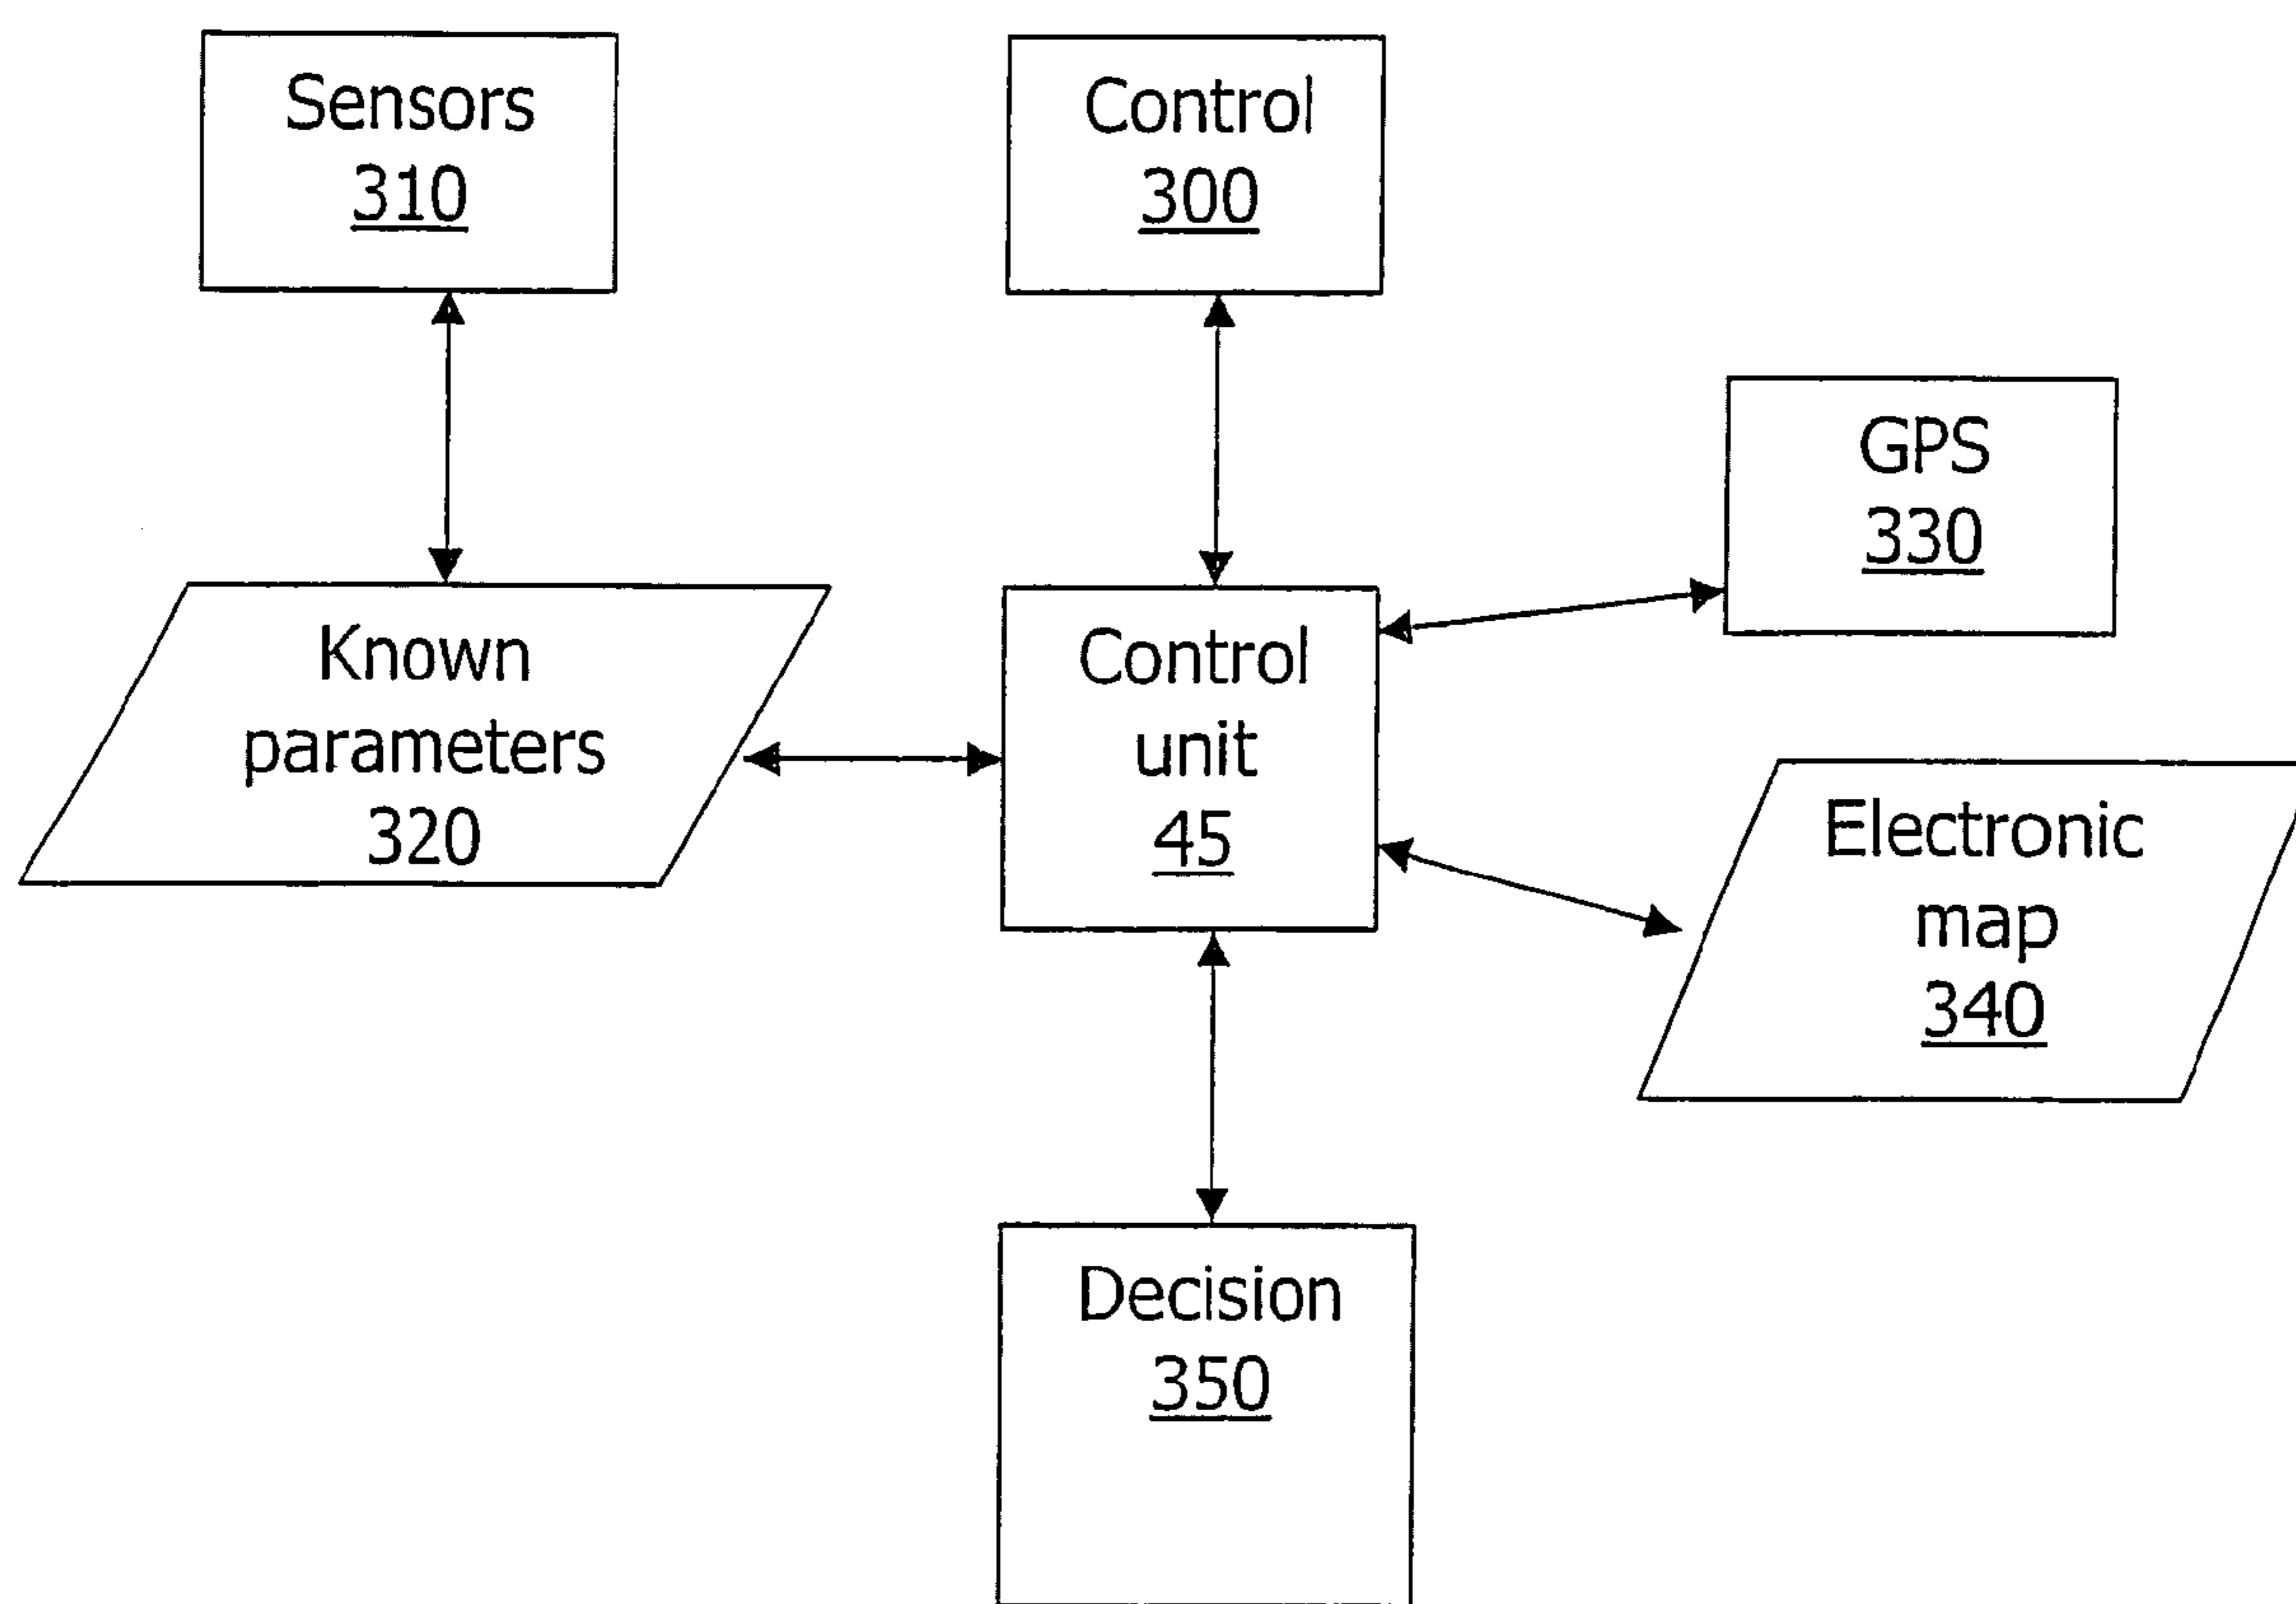 Sensors
310
Control
300
GPS
330
Known
parameters
320
Control
unit
45
Electronic
map
340
Decision
350